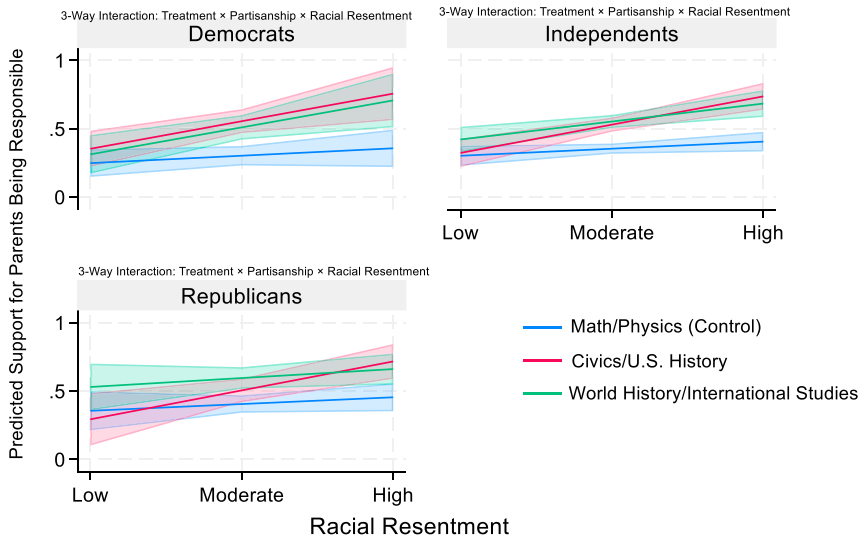 3-Way Interaction: Treatment × Partisanship × Racial Resentment
Democrats
3-Way Interaction: Treatment × Partisanship × Racial Resentment
Independents
Predicted Support for Parents Being Responsible
1
.5
0
Low Moderate High
3-Way Interaction: Treatment × Partisanship × Racial Resentment
Republicans
1
.5
0
Low Moderate High
Racial Resentment
Math/Physics (Control)
Civics/U.S. History
World History/International Studies